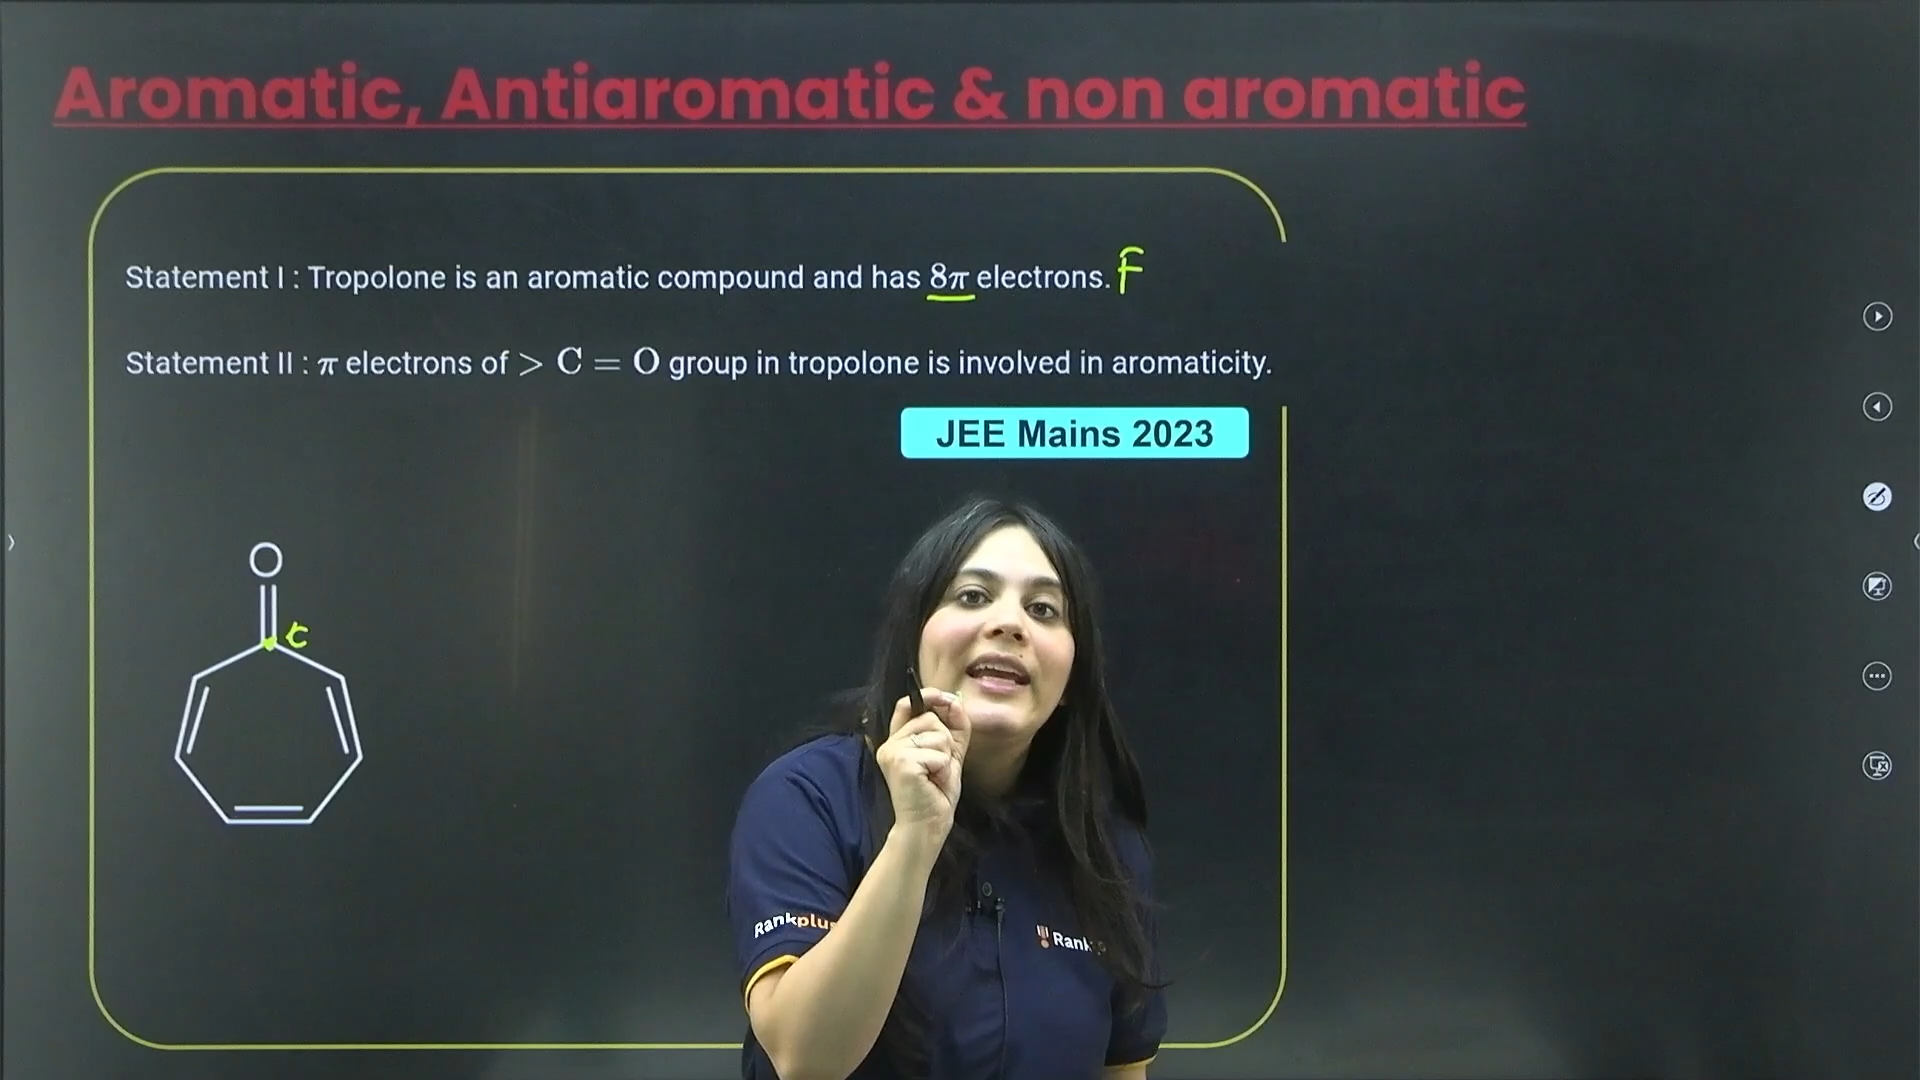 Aromatic, Antiaromatic & non aromatic
Statement I : Tropolone is an aromatic compound and has 8π electrons. F
Statement II : π electrons of > C = O group in tropolone is involved in aromaticity.
JEE Mains 2023
O
C
Rankplus
Rank